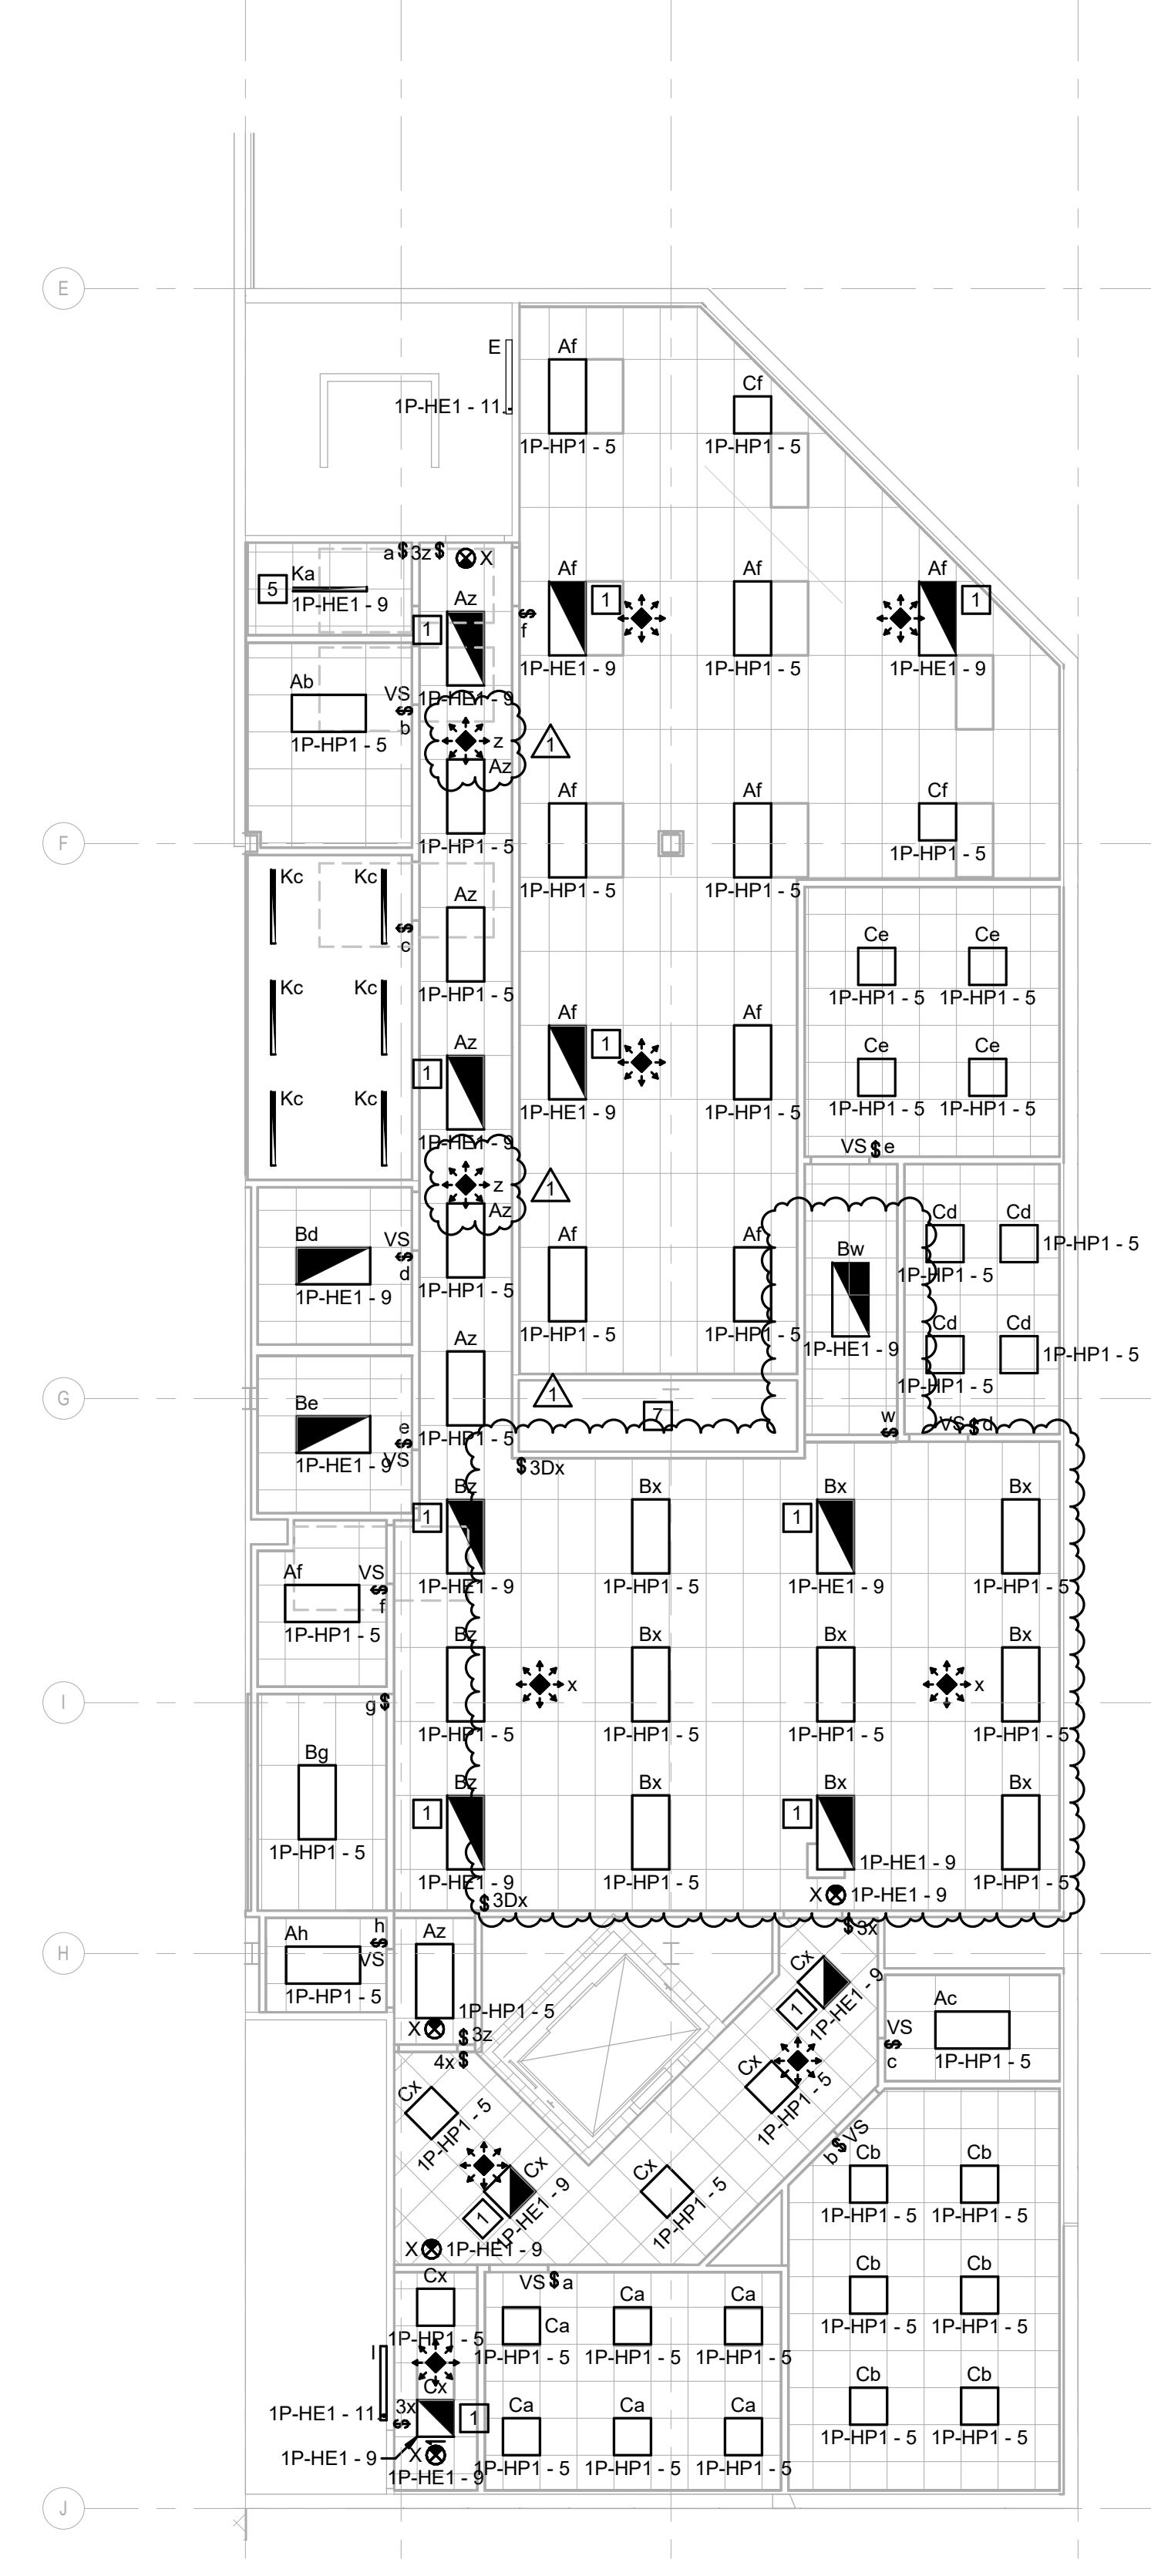 E
E
Af
1P-HE1 - 11
Cf
1P-HP1 - 5
1P-HP1 - 5
a $ 3z $
X
5
Ka
1P-HE1 - 9
Az
1
Af
1
Af
Af
1
f
1P-HE1 - 9
1P-HP1 - 5
1P-HE1 - 9
Ab
VS
1P-HE1 - 9
b
1P-HP1 - 5
z
1
Az
Af
Af
Cf
F
1P-HP1 - 5
1P-HP1 - 5
1P-HP1 - 5
1P-HP1 - 5
Kc
Kc
Az
c
Ce
Ce
1P-HP1 - 5
1P-HP1 - 5
1P-HP1 - 5
Kc
Kc
Af
Af
Az
1
1
Ce
Ce
Kc
Kc
1P-HE1 - 9
1P-HP1 - 5
1P-HP1 - 5
1P-HP1 - 5
1P-HE1 - 9
VS $ e
z
1
Az
Cd
Cd
Bd
VS
Af
Af
Bw
1P-HP1 - 5
d
1P-HP1 - 5
1P-HE1 - 9
1P-HP1 - 5
1P-HP1 - 5
1P-HP1 - 5
Cd
Cd
Az
1P-HE1 - 9
1P-HP1 - 5
1P-HP1 - 5
G
Be
1
7
w
VS $ d
e
VS
1P-HP1 - 5
1P-HE1 - 9
$ 3Dx
Bz
Bx
Bx
Bx
1
1
Af
VS
1P-HE1 - 9
1P-HP1 - 5
1P-HE1 - 9
1P-HP1 - 5
f
1P-HP1 - 5
Bz
Bx
Bx
Bx
x
x
I
g $
1P-HP1 - 5
1P-HP1 - 5
1P-HP1 - 5
1P-HP1 - 5
Bg
Bz
Bx
Bx
Bx
1
1
1P-HP1 - 5
1P-HE1 - 9
1P-HE1 - 9
1P-HP1 - 5
1P-HP1 - 5
$ 3Dx
X
1P-HE1 - 9
h
Ah
Az
$ 3x
H
VS
Cx
1P-HP1 - 5
1P-HP1 - 5
1
1P-HE1 - 9
Ac
X
$ 3z
VS
c
1P-HP1 - 5
4x $
Cx
Cx
1P-HP1 - 5
1P-HP1 - 5
b $ VS
Cb
Cb
Cx
Cx
1
1P-HE1 - 9
1P-HP1 - 5
1P-HP1 - 5
1P-HP1 - 5
X
1P-HE1 - 9
Cx
VS $ a
Cb
Cb
Ca
Ca
Ca
1P-HP1 - 5
1P-HP1 - 5
1P-HP1 - 5
1P-HP1 - 5
1P-HP1 - 5
1P-HP1 - 5
I
Cx
Cb
Cb
3x
1
Ca
Ca
Ca
1P-HE1 - 11
1P-HP1 - 5
1P-HP1 - 5
1P-HE1 - 9
X
1P-HP1 - 5
1P-HP1 - 5
1P-HP1 - 5
1P-HE1 - 9
J